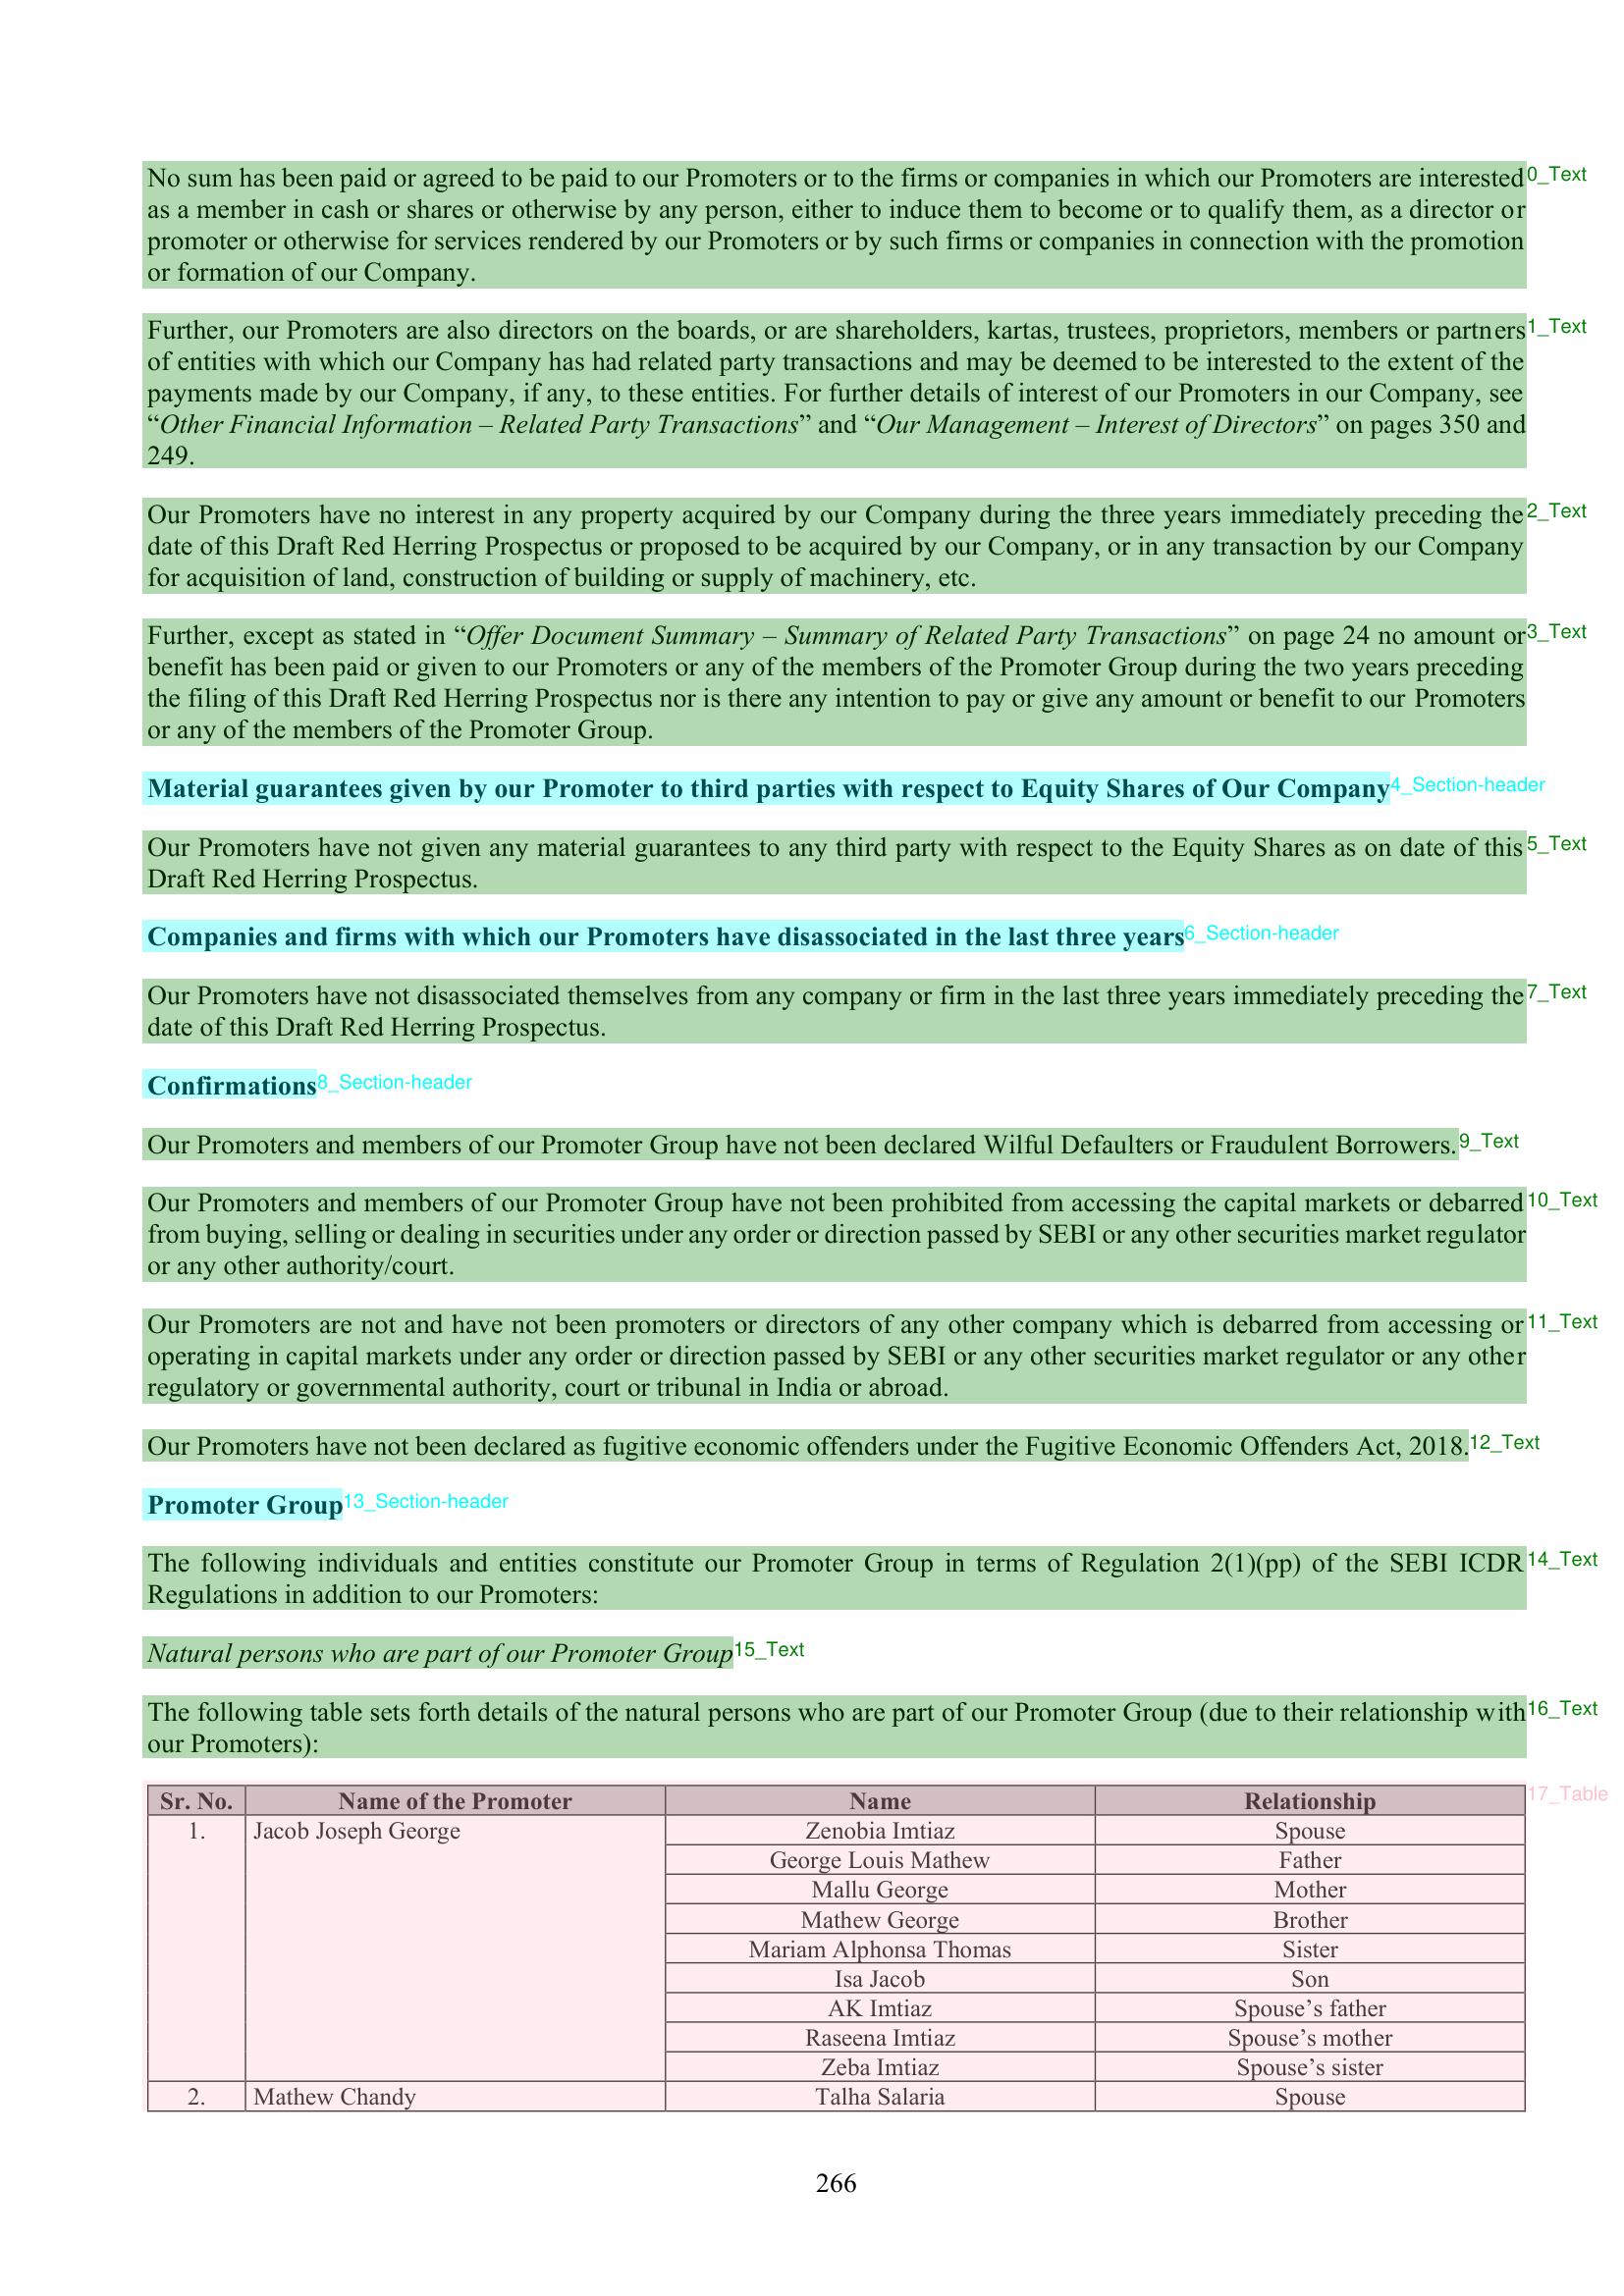 No sum has been paid or agreed to be paid to our Promoters or to the firms or companies in which our Promoters are interested 0_Text
as a member in cash or shares or otherwise by any person, either to induce them to become or to qualify them, as a director or
promoter or otherwise for services rendered by our Promoters or by such firms or companies in connection with the promotion
or formation of our Company.
Further, our Promoters are also directors on the boards, or are shareholders, kartas, trustees, proprietors, members or partners 1_Text
of entities with which our Company has had related party transactions and may be deemed to be interested to the extent of the
payments made by our Company, if any, to these entities. For further details of interest of our Promoters in our Company, see
“Other Financial Information – Related Party Transactions” and “Our Management – Interest of Directors” on pages 350 and
249.
Our Promoters have no interest in any property acquired by our Company during the three years immediately preceding the 2_Text
date of this Draft Red Herring Prospectus or proposed to be acquired by our Company, or in any transaction by our Company
for acquisition of land, construction of building or supply of machinery, etc.
Further, except as stated in “Offer Document Summary – Summary of Related Party Transactions” on page 24 no amount or 3_Text
benefit has been paid or given to our Promoters or any of the members of the Promoter Group during the two years preceding
the filing of this Draft Red Herring Prospectus nor is there any intention to pay or give any amount or benefit to our Promoters
or any of the members of the Promoter Group.
Material guarantees given by our Promoter to third parties with respect to Equity Shares of Our Company 4_Section-header
Our Promoters have not given any material guarantees to any third party with respect to the Equity Shares as on date of this 5_Text
Draft Red Herring Prospectus.
Companies and firms with which our Promoters have disassociated in the last three years 6_Section-header
Our Promoters have not disassociated themselves from any company or firm in the last three years immediately preceding the 7_Text
date of this Draft Red Herring Prospectus.
Confirmations 8_Section-header
Our Promoters and members of our Promoter Group have not been declared Wilful Defaulters or Fraudulent Borrowers. 9_Text
Our Promoters and members of our Promoter Group have not been prohibited from accessing the capital markets or debarred 10_Text
from buying, selling or dealing in securities under any order or direction passed by SEBI or any other securities market regulator
or any other authority/court.
Our Promoters are not and have not been promoters or directors of any other company which is debarred from accessing or 11_Text
operating in capital markets under any order or direction passed by SEBI or any other securities market regulator or any other
regulatory or governmental authority, court or tribunal in India or abroad.
Our Promoters have not been declared as fugitive economic offenders under the Fugitive Economic Offenders Act, 2018. 12_Text
Promoter Group 13_Section-header
The following individuals and entities constitute our Promoter Group in terms of Regulation 2(1)(pp) of the SEBI ICDR 14_Text
Regulations in addition to our Promoters:
Natural persons who are part of our Promoter Group 15_Text
The following table sets forth details of the natural persons who are part of our Promoter Group (due to their relationship with 16_Text
our Promoters):
Sr. No. Name of the Promoter Name Relationship 17_Table
1. Jacob Joseph George Zenobia Imtiaz Spouse
George Louis Mathew Father
Mallu George Mother
Mathew George Brother
Mariam Alphonsa Thomas Sister
Isa Jacob Son
AK Imtiaz Spouse’s father
Raseena Imtiaz Spouse’s mother
Zeba Imtiaz Spouse’s sister
2. Mathew Chandy Talha Salaria Spouse
266